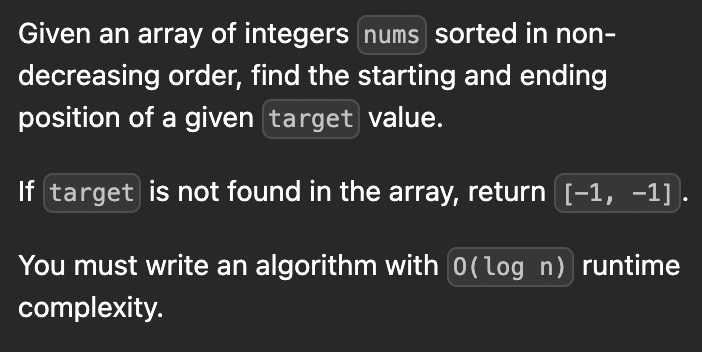 Given an array of integers nums sorted in non-
decreasing order, find the starting and ending
position of a given target value.
If target is not found in the array, return [-1, -1].
You must write an algorithm with O(log n) runtime
complexity.